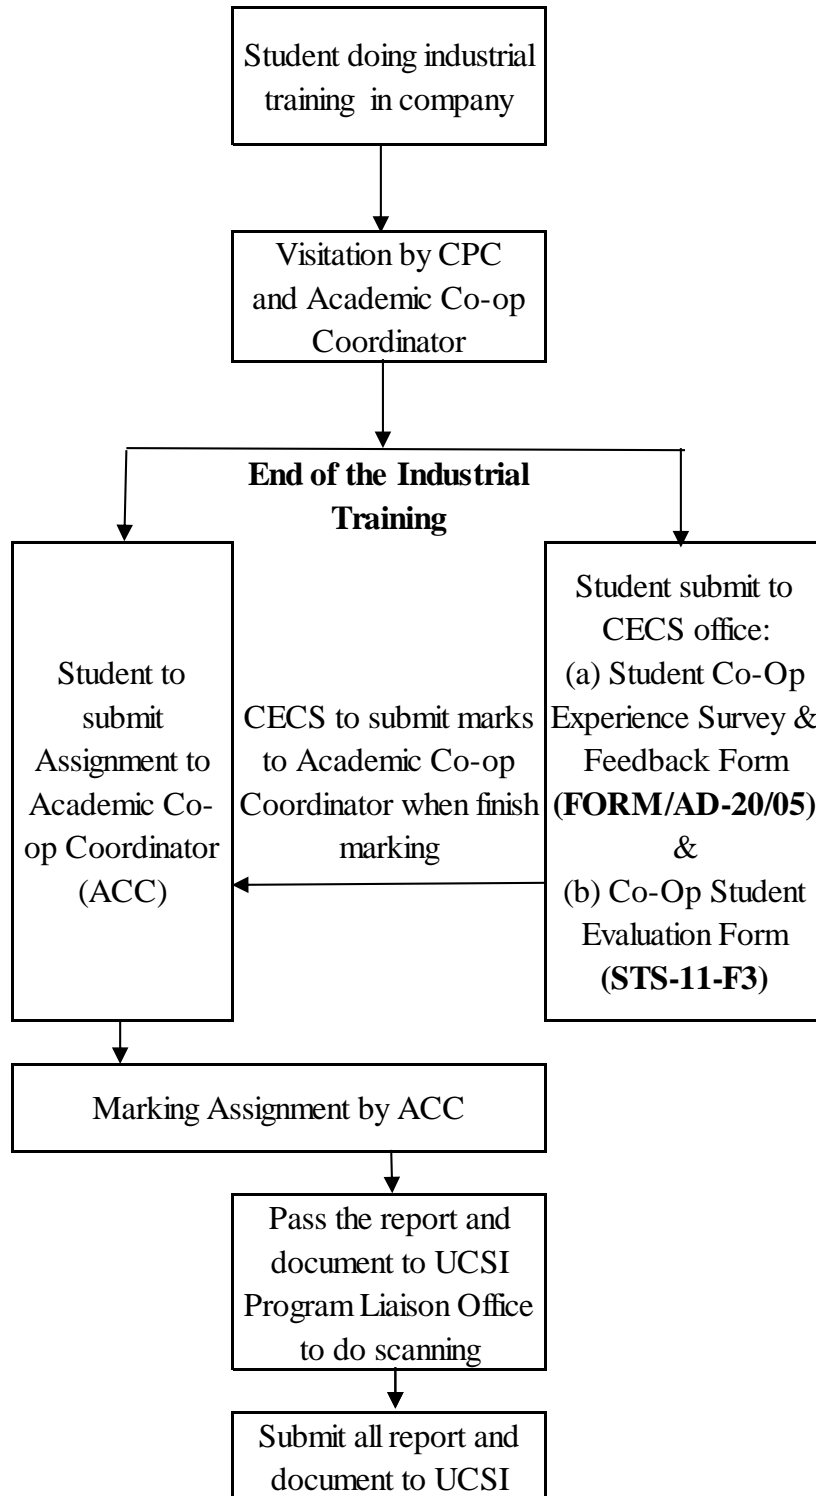 Student doing industrial
training in company
Visitation by CPC
and Academic Co-op
Coordinator
End of the Industrial
Training
Student to
submit
Assignment to
Academic Co-
op Coordinator
(ACC)
CECS to submit marks
to Academic Co-op
Coordinator when finish
marking
Student submit to
CECS office:
(a) Student Co-Op
Experience Survey &
Feedback Form
(FORM/AD-20/05)
&
(b) Co-Op Student
Evaluation Form
(STS-11-F3)
Marking Assignment by ACC
Pass the report and
document to UCSI
Program Liaison Office
to do scanning
Submit all report and
document to UCSI